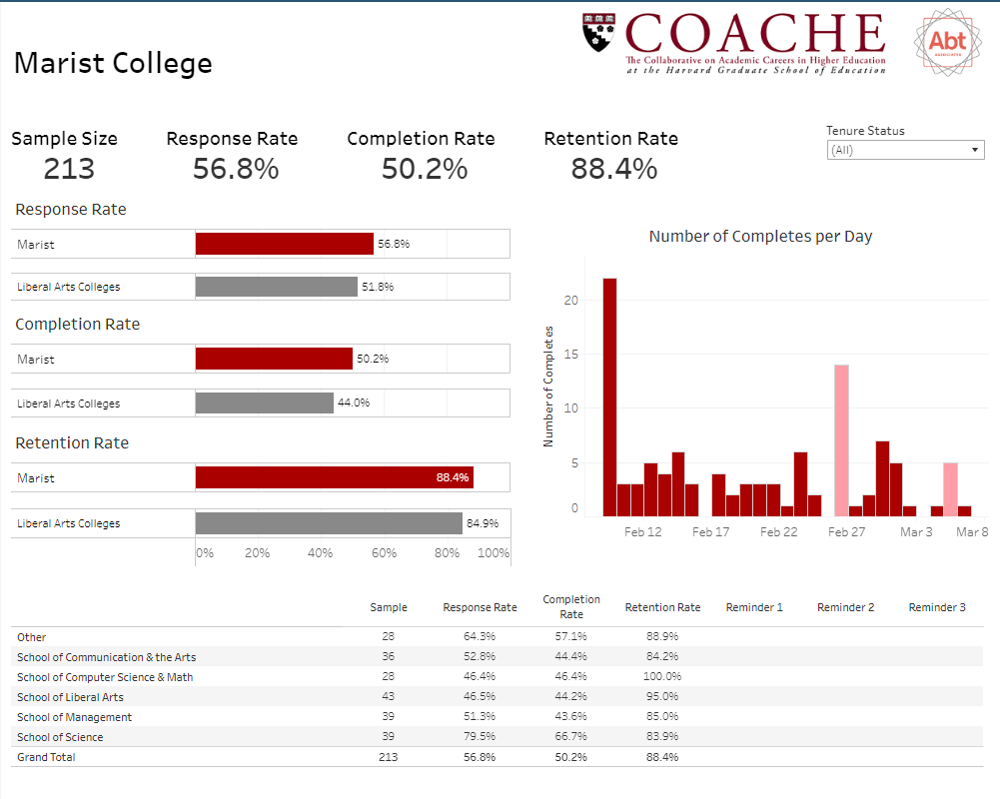 Marist College
COACHE
The Collaborative on Academic Careers in Higher Education
at the Harvard Graduate School of Education
Abt
ASSOCIATES
Sample Size
213
Response Rate
56.8%
Completion Rate
50.2%
Retention Rate
88.4%
Tenure Status
(All)
Response Rate
Marist 56.8%
Liberal Arts Colleges 51.8%
Completion Rate
Marist 50.2%
Liberal Arts Colleges 44.0%
Retention Rate
Marist 88.4%
Liberal Arts Colleges 84.9%
0% 20% 40% 60% 80% 100%
Number of Completes per Day
Number of Completes
20
15
10
5
0
Feb 12 Feb 17 Feb 22 Feb 27 Mar 3 Mar 8
Sample Response Rate Completion Rate Retention Rate Reminder 1 Reminder 2 Reminder 3
Other 28 64.3% 57.1% 88.9%
School of Communication & the Arts 36 52.8% 44.4% 84.2%
School of Computer Science & Math 28 46.4% 46.4% 100.0%
School of Liberal Arts 43 46.5% 44.2% 95.0%
School of Management 39 51.3% 43.6% 85.0%
School of Science 39 79.5% 66.7% 83.9%
Grand Total 213 56.8% 50.2% 88.4%